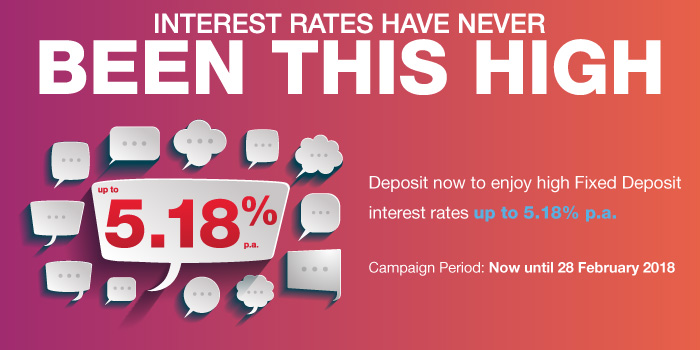 INTEREST RATES HAVE NEVER
BEEN THIS HIGH
up to
5.18%
p.a.
Deposit now to enjoy high Fixed Deposit
interest rates up to 5.18% p.a.
Campaign Period: Now until 28 February 2018